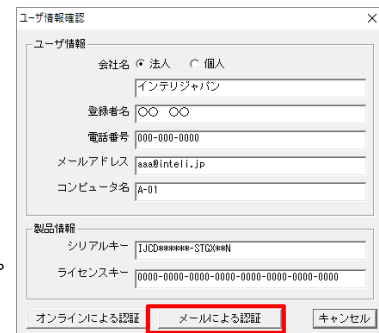 ユーザ情報確認
ユーザ情報
会社名 法人 個人
インテリジャパン
登録者名 〇〇 〇〇
電話番号 000-000-0000
メールアドレス aaa@inteli.jp
コンピュータ名 A-01
製品情報
シリアルキー IJCD******-STGX**N
ライセンスキー 0000-0000-0000-0000-0000-0000-0000
。
オンラインによる認証 メールによる認証 キャンセル